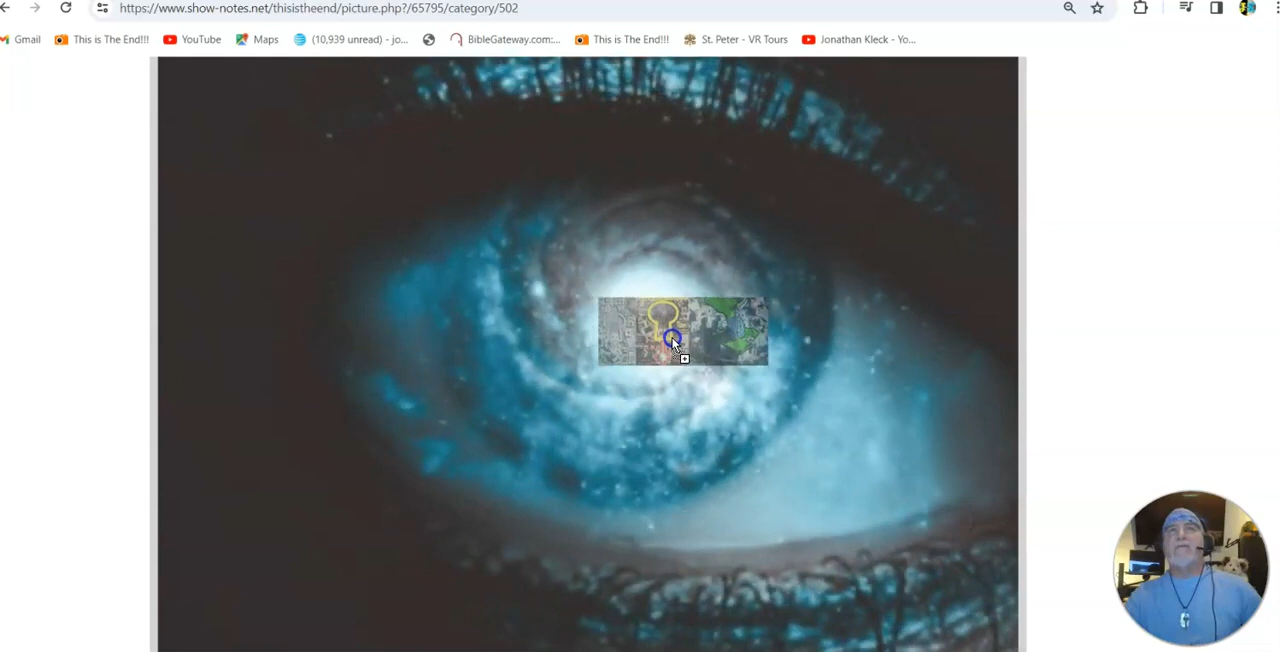 https://www.show-notes.net/thisistheend/picture.php?/65795/category/502
Gmail This is The End!!! YouTube Maps (10,939 unread) - jo... BibleGateway.com:... This is The End!!! St. Peter - VR Tours Jonathan Kleck - Yo...